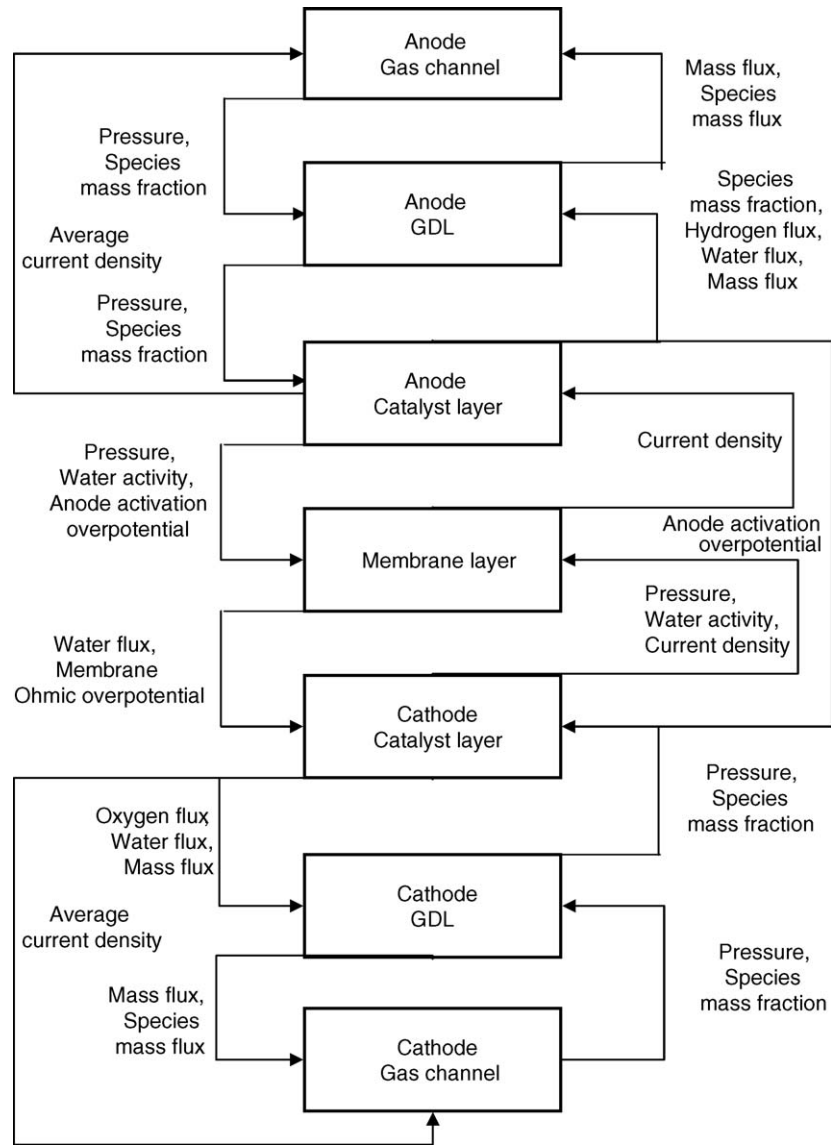 Anode
Gas channel
Mass flux,
Species
mass flux
Pressure,
Species
mass fraction
Anode
GDL
Species
mass fraction,
Hydrogen flux,
Water flux,
Mass flux
Average
current density
Pressure,
Species
mass fraction
Anode
Catalyst layer
Current density
Pressure,
Water activity,
Anode activation
overpotential
Membrane layer
Anode activation
overpotential
Pressure,
Water activity,
Current density
Water flux,
Membrane
Ohmic overpotential
Cathode
Catalyst layer
Pressure,
Species
mass fraction
Oxygen flux,
Water flux,
Mass flux
Cathode
GDL
Average
current density
Pressure,
Species
mass fraction
Mass flux,
Species
mass flux
Cathode
Gas channel